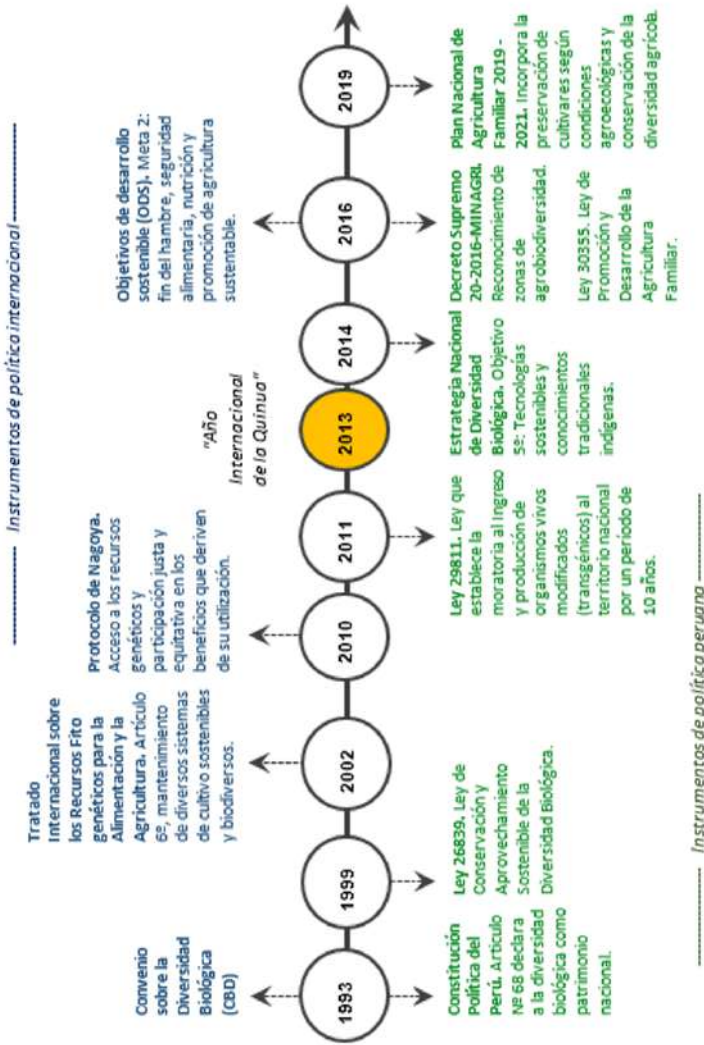 Instrumentos de política internacional
Convenio
sobre la
Diversidad
Biológica
(CBD)
Tratado
Internacional sobre
los Recursos Fito
genéticos para la
Alimentación y la
Agricultura. Artículo
6º, mantenimiento
de diversos sistemas
de cultivo sostenibles
y biodiversos.
Protocolo de Nagoya.
Acceso a los recursos
genéticos y
participación justa y
equitativa en los
beneficios que deriven
de su utilización.
"Año
Internacional
de la Quinua"
Objetivos de desarrollo
sostenible (ODS). Meta 2:
fin del hambre, seguridad
alimentaria, nutrición y
promoción de agricultura
sustentable.
1993
1999
2002
2010
2011
2013
2014
2016
2019
Constitución
Política del
Perú. Artículo
Nº 68 declara
a la diversidad
biológica como
patrimonio
nacional.
Ley 26839. Ley de
Conservación y
Aprovechamiento
Sostenible de la
Diversidad Biológica.
Ley 29811. Ley que
establece la
moratoria al Ingreso
y producción de
organismos vivos
modificados
(transgénicos) al
territorio nacional
por un período de
10 años.
Estrategia Nacional
de Diversidad
Biológica. Objetivo
5º: Tecnologías
sostenibles y
conocimientos
tradicionales
indígenas.
Decreto Supremo
20-2016-MINAGRI.
Reconocimiento de
zonas de
agrobiodiversidad.
Ley 30355. Ley de
Promoción y
Desarrollo de la
Agricultura
Familiar.
Plan Nacional de
Agricultura
Familiar 2019 -
2021. Incorpora la
preservación de
cultivares según
condiciones
agroecológicas y
conservación de la
diversidad agrícola.
Instrumentos de política peruana